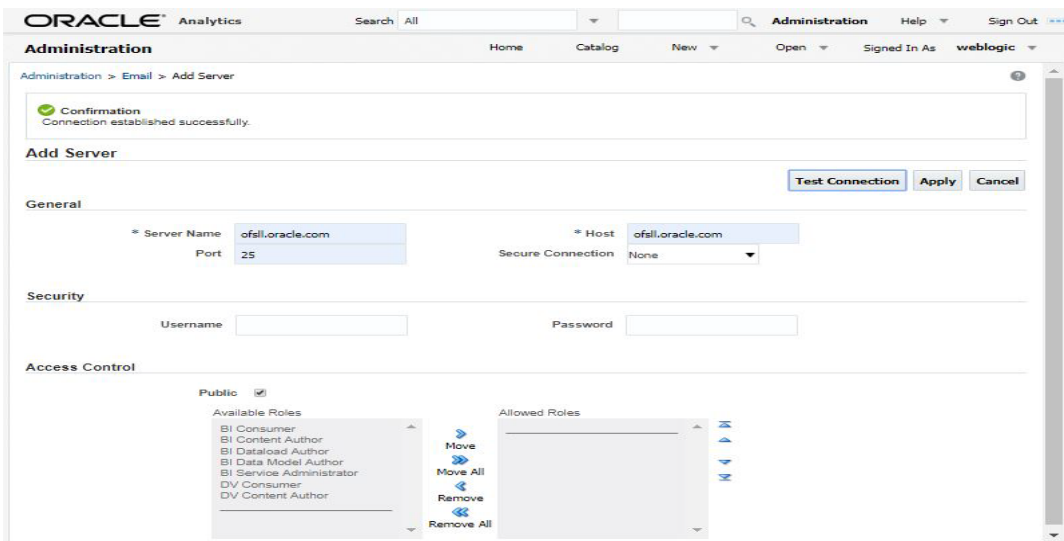 ORACLE® Analytics Search All Administration Help Sign Out
Administration Home Catalog New Open Signed In As weblogic
Administration > Email > Add Server
Confirmation
Connection established successfully.
Add Server
Test Connection Apply Cancel
General
* Server Name ofsll.oracle.com * Host ofsll.oracle.com
Port 25 Secure Connection None
Security
Username Password
Access Control
Public
Available Roles Allowed Roles
BI Consumer
BI Content Author
BI Dataload Author
BI Data Model Author
BI Service Administrator
DV Consumer
DV Content Author
Move
Move All
Remove
Remove All